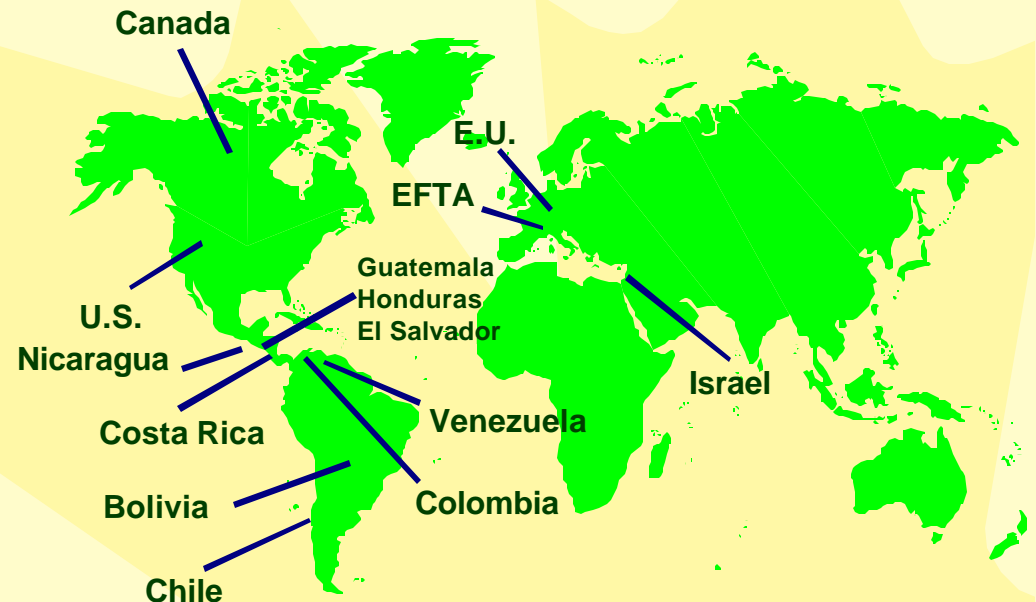 Canada
E.U.
EFTA
Guatemala
Honduras
El Salvador
U.S.
Nicaragua
Israel
Costa Rica
Venezuela
Bolivia
Colombia
Chile